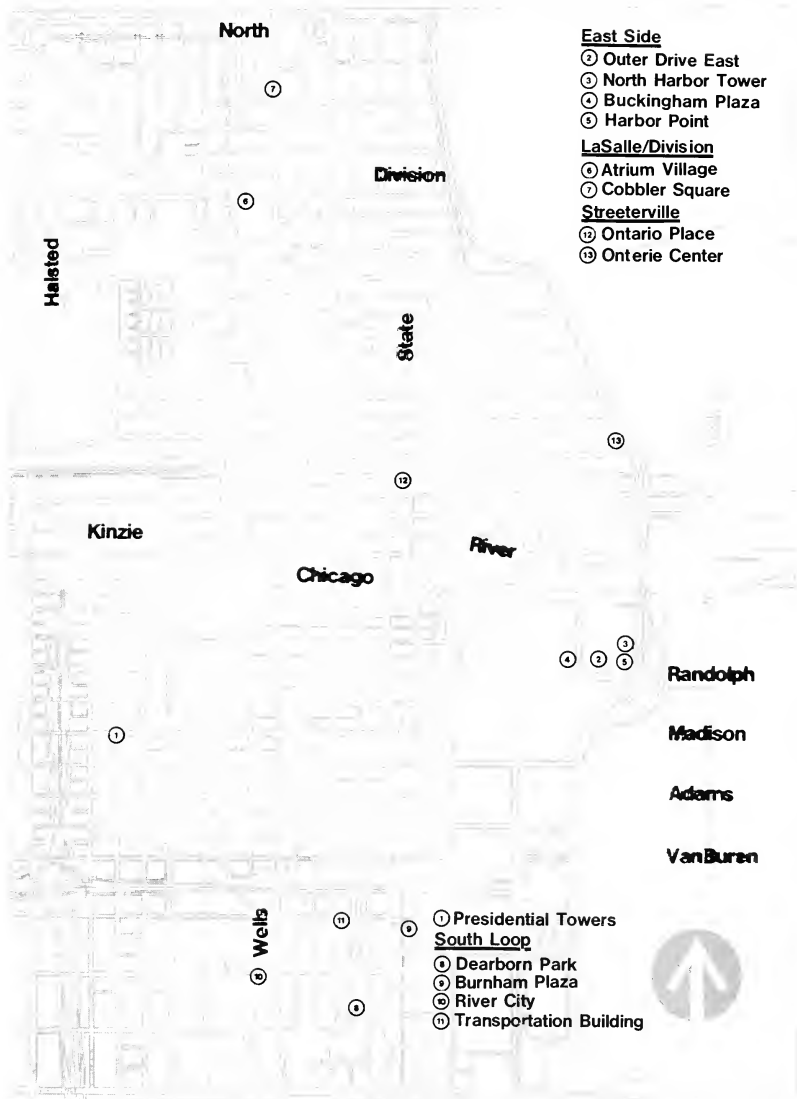 North
East Side
② Outer Drive East
③ North Harbor Tower
④ Buckingham Plaza
⑤ Harbor Point
LaSalle/Division
⑥ Atrium Village
⑦ Cobbler Square
Streeterville
⑫ Ontario Place
⑬ Onterie Center
⑦
Division
⑥
Halsted
State
⑬
⑫
Kinzie
River
Chicago
③
④ ② ⑤
Randolph
①
Madison
Adams
Van Buren
Wells
⑪
⑨
① Presidential Towers
South Loop
⑧ Dearborn Park
⑨ Burnham Plaza
⑩ River City
⑪ Transportation Building
⑩
⑧